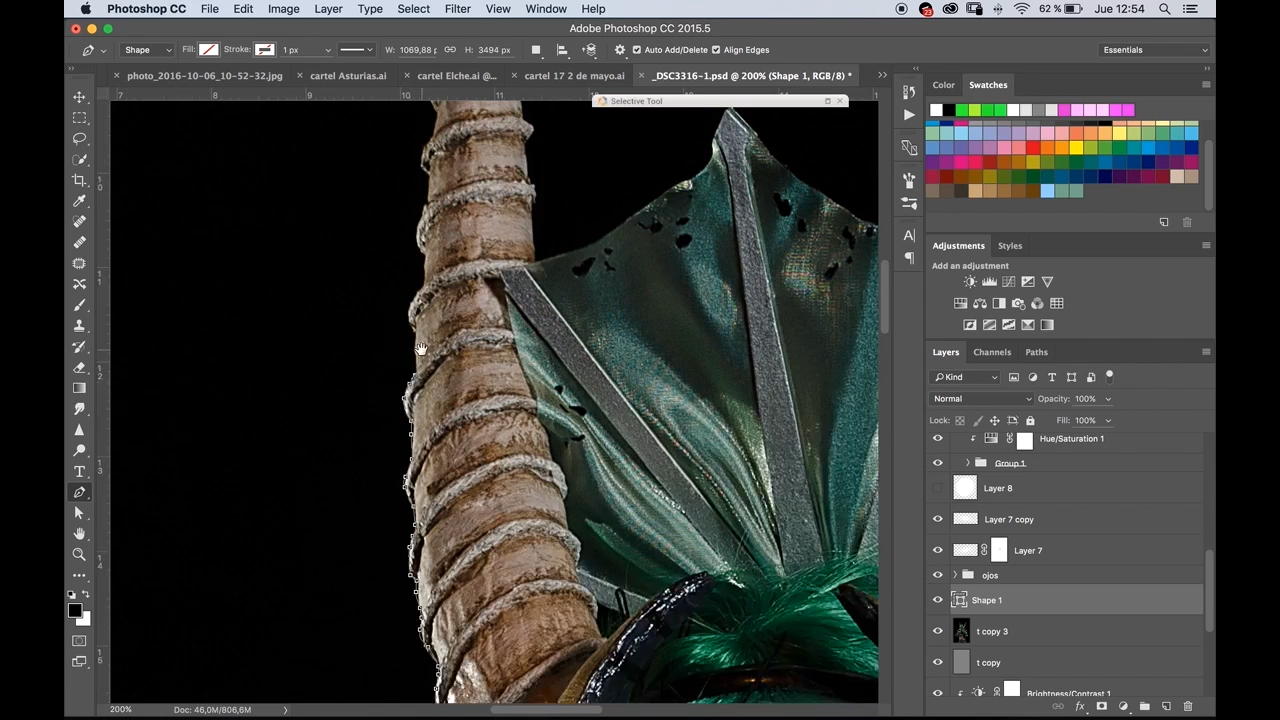 Photoshop CC File Edit Image Layer Type Select Filter View Window Help 23 62 % Jue 12:54
Adobe Photoshop CC 2015.5
Shape Fill: Stroke: 1 px W: 1069,88 p H: 3494 px Auto Add/Delete Align Edges Essentials
photo_2016-10-06_10-52-32.jpg cartel Asturias.ai cartel Elche.ai @... cartel 17 2 de mayo.ai _DSC3316~1.psd @ 200% (Shape 1, RGB/8) *
Color Swatches
7 8 9 10
Selective Tool
Adjustments Styles
Add an adjustment
Layers Channels Paths
Kind
Normal Opacity: 100%
Lock: Fill: 100%
Hue/Saturation 1
Group 1
Layer 8
Layer 7 copy
Layer 7
ojos
Shape 1
t copy 3
t copy
Brightness/Contrast 1
200% Doc: 46,0M/806,6M